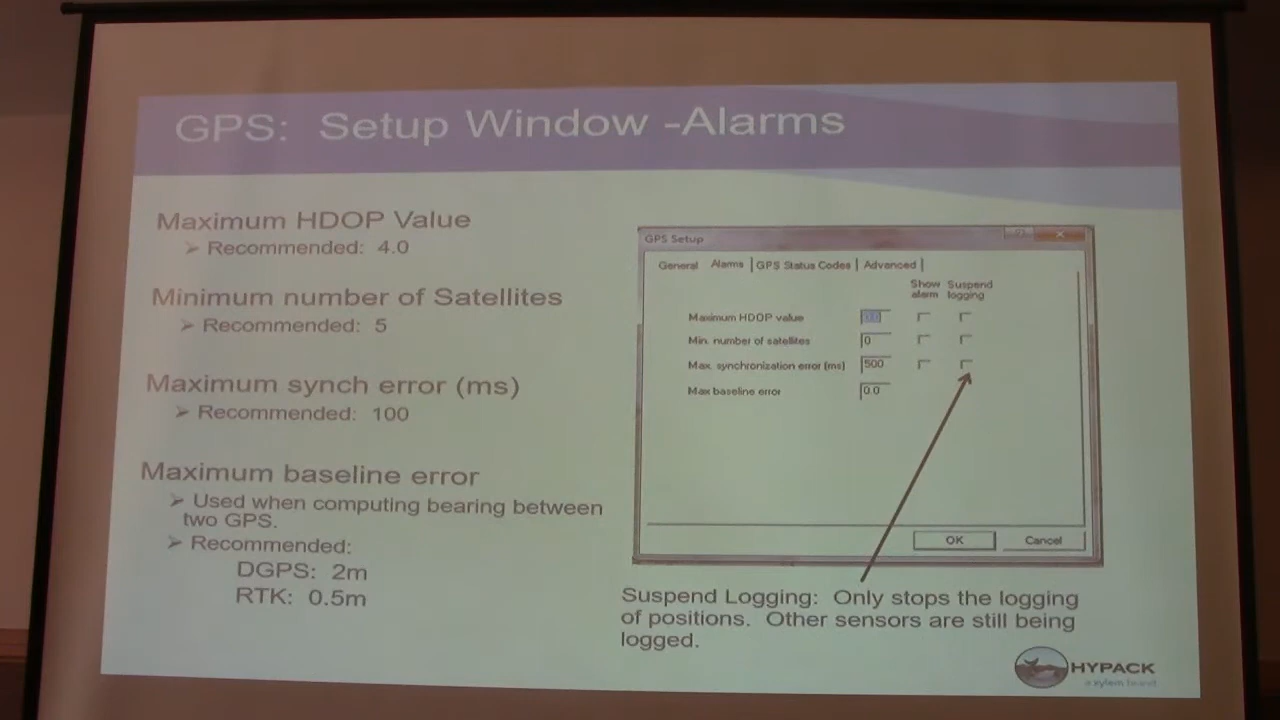 GPS: Setup Window -Alarms
Maximum HDOP Value
➢ Recommended: 4.0
Minimum number of Satellites
➢ Recommended: 5
Maximum synch error (ms)
➢ Recommended: 100
Maximum baseline error
➢ Used when computing bearing between
two GPS.
➢ Recommended:
DGPS: 2m
RTK: 0.5m
GPS Setup
General Alarms GPS Status Codes Advanced
Show Suspend
alarm logging
Maximum HDOP value
Min. number of satellites 0
Max. synchronization error (ms) 500
Max baseline error 0.0
OK Cancel
Suspend Logging: Only stops the logging
of positions. Other sensors are still being
logged.
HYPACK
a xylem brand